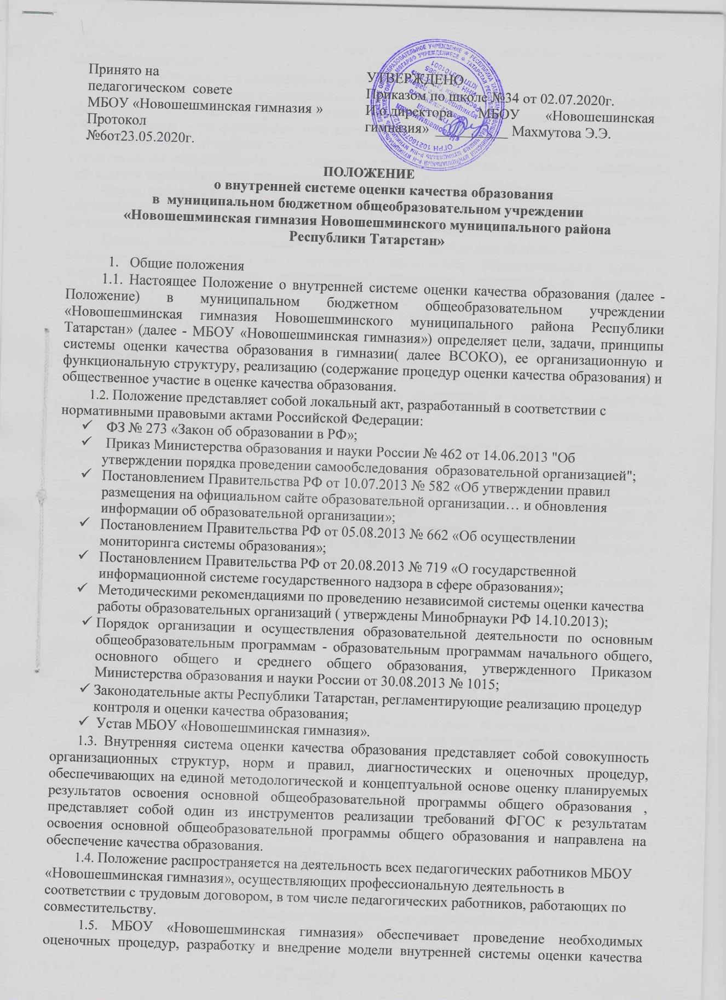 Принято на
педагогическом совете
МБОУ «Новошешминская гимназия »
Протокол
№6от23.05.2020г.
УТВЕРЖДЕНО
Приказом по школе №34 от 02.07.2020г.
И.о.директора МБОУ «Новошешинская
гимназия» __________ Махмутова Э.Э.
ПОЛОЖЕНИЕ
о внутренней системе оценки качества образования
в муниципальном бюджетном общеобразовательном учреждении
«Новошешминская гимназия Новошешминского муниципального района
Республики Татарстан»
1. Общие положения
1.1. Настоящее Положение о внутренней системе оценки качества образования (далее -
Положение) в муниципальном бюджетном общеобразовательном учреждении
«Новошешминская гимназия Новошешминского муниципального района Республики
Татарстан» (далее - МБОУ «Новошешминская гимназия») определяет цели, задачи, принципы
системы оценки качества образования в гимназии( далее ВСОКО), ее организационную и
функциональную структуру, реализацию (содержание процедур оценки качества образования) и
общественное участие в оценке качества образования.
1.2. Положение представляет собой локальный акт, разработанный в соответствии с
нормативными правовыми актами Российской Федерации:
✓ ФЗ № 273 «Закон об образовании в РФ»;
✓ Приказ Министерства образования и науки России № 462 от 14.06.2013 "Об
утверждении порядка проведении самообследования образовательной организацией";
✓ Постановлением Правительства РФ от 10.07.2013 № 582 «Об утверждении правил
размещения на официальном сайте образовательной организации… и обновления
информации об образовательной организации»;
✓ Постановлением Правительства РФ от 05.08.2013 № 662 «Об осуществлении
мониторинга системы образования»;
✓ Постановлением Правительства РФ от 20.08.2013 № 719 «О государственной
информационной системе государственного надзора в сфере образования»;
✓ Методическими рекомендациями по проведению независимой системы оценки качества
работы образовательных организаций ( утверждены Минобрнауки РФ 14.10.2013);
✓ Порядок организации и осуществления образовательной деятельности по основным
общеобразовательным программам - образовательным программам начального общего,
основного общего и среднего общего образования, утвержденного Приказом
Министерства образования и науки России от 30.08.2013 № 1015;
✓ Законодательные акты Республики Татарстан, регламентирующие реализацию процедур
контроля и оценки качества образования;
✓ Устав МБОУ «Новошешминская гимназия».
1.3. Внутренняя система оценки качества образования представляет собой совокупность
организационных структур, норм и правил, диагностических и оценочных процедур,
обеспечивающих на единой методологической и концептуальной основе оценку планируемых
результатов освоения основной общеобразовательной программы общего образования ,
представляет собой один из инструментов реализации требований ФГОС к результатам
освоения основной общеобразовательной программы общего образования и направлена на
обеспечение качества образования.
1.4. Положение распространяется на деятельность всех педагогических работников МБОУ
«Новошешминская гимназия», осуществляющих профессиональную деятельность в
соответствии с трудовым договором, в том числе педагогических работников, работающих по
совместительству.
1.5. МБОУ «Новошешминская гимназия» обеспечивает проведение необходимых
оценочных процедур, разработку и внедрение модели внутренней системы оценки качества